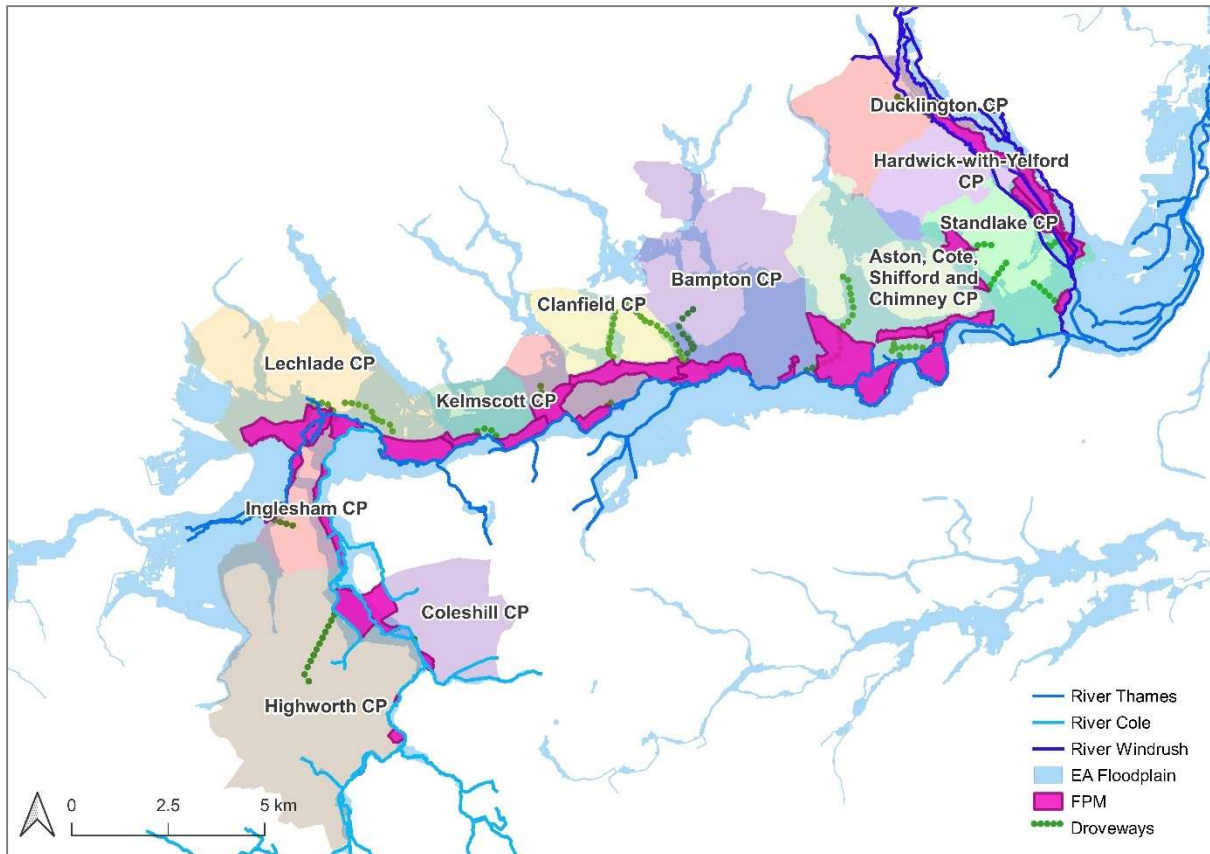 Ducklington CP
Hardwick-with-Yelford
CP
Standlake CP
Aston, Cote,
Shifford and
Chimney CP
Bampton CP
Clanfield CP
Lechlade CP
Kelmscott CP
Inglesham CP
Coleshill CP
Highworth CP
River Thames
River Cole
River Windrush
EA Floodplain
FPM
Droveways
0 2.5 5 km